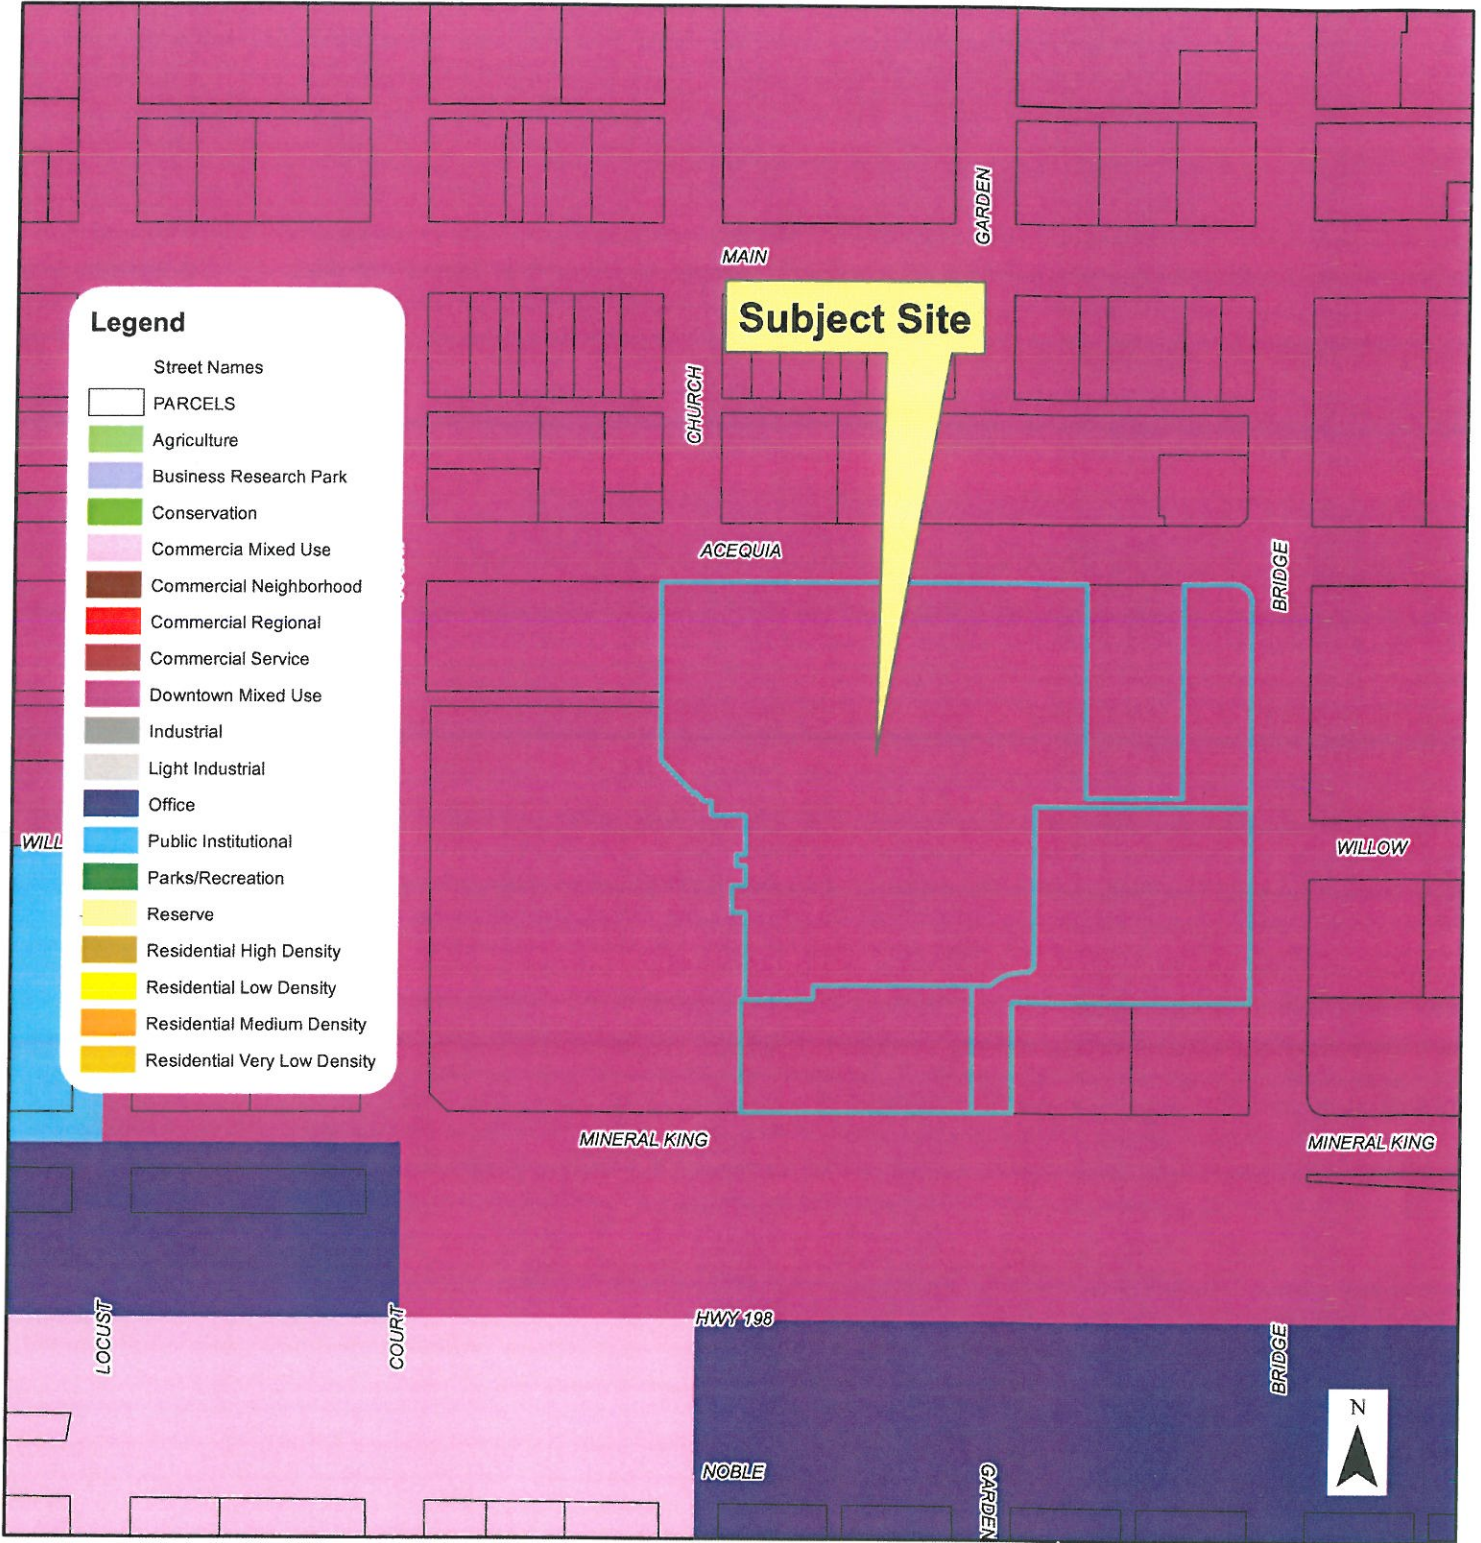 GARDEN
MAIN
Subject Site
Legend
Street Names
PARCELS
Agriculture
Business Research Park
Conservation
Commercia Mixed Use
Commercial Neighborhood
Commercial Regional
Commercial Service
Downtown Mixed Use
Industrial
Light Industrial
Office
Public Institutional
Parks/Recreation
Reserve
Residential High Density
Residential Low Density
Residential Medium Density
Residential Very Low Density
CHURCH
ACEQUIA
BRIDGE
WILL
WILLOW
MINERAL KING
MINERAL KING
LOCUST
COURT
HWY 198
BRIDGE
N
NOBLE
GARDEN